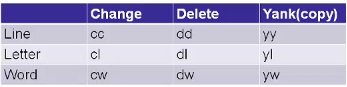 Change Delete Yank(copy)
Line cc dd yy
Letter cl dl yl
Word cw dw yw